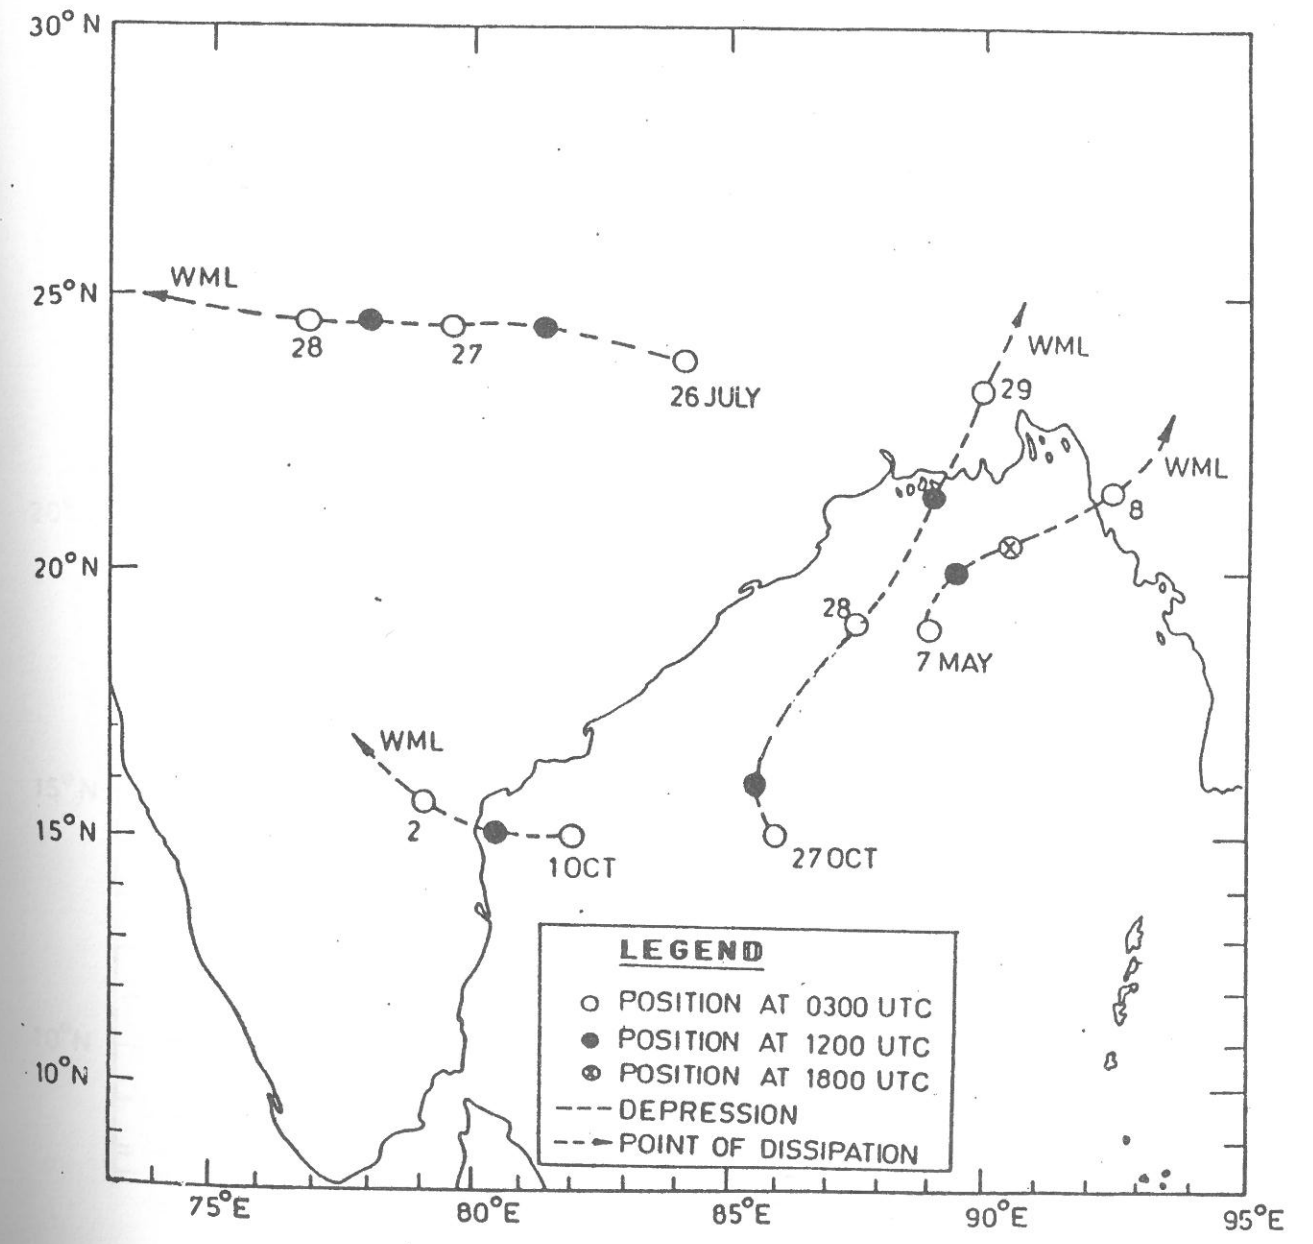 30°N
WML
25°N
28
27
26 JULY
WML
29
WML
8
20°N
28
7 MAY
WML
15°N
2
1 OCT
27 OCT
LEGEND
POSITION AT 0300 UTC
POSITION AT 1200 UTC
POSITION AT 1800 UTC
DEPRESSION
POINT OF DISSIPATION
10°N
75°E
80°E
85°E
90°E
95°E